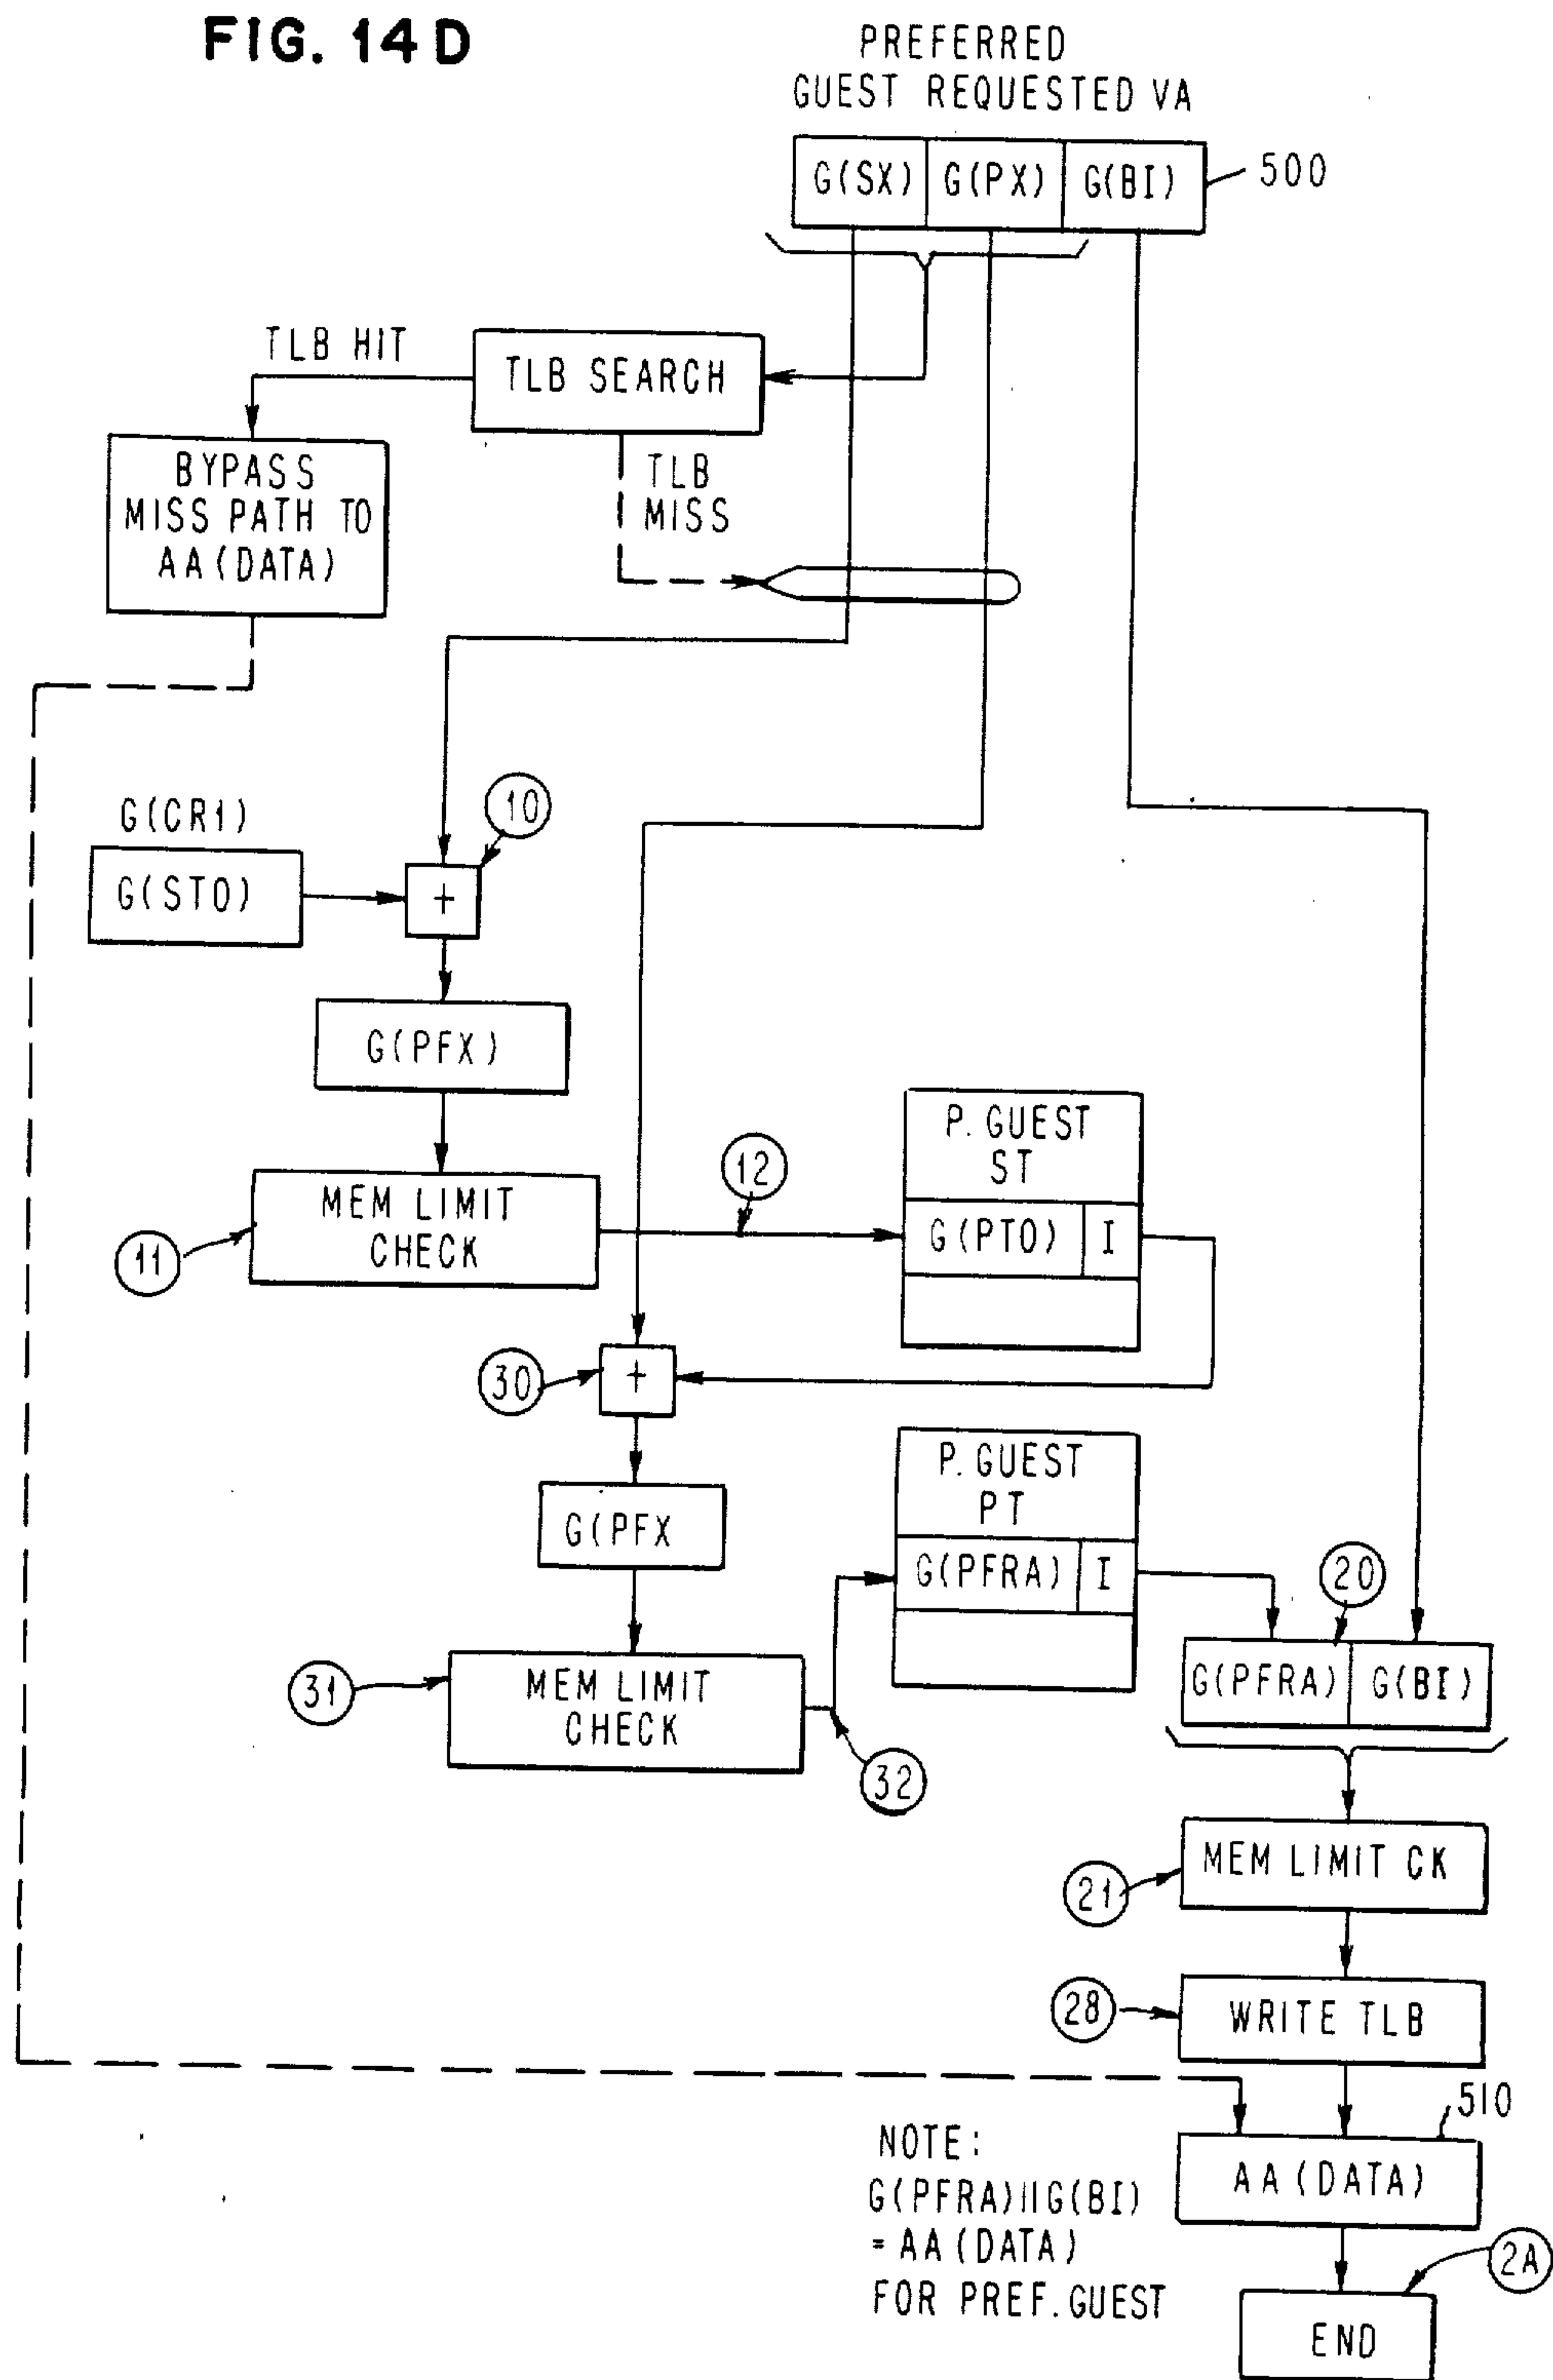 FIG. 14D
PREFERRED
GUEST REQUESTED VA
G(SX) G(PX) G(BI)
500
TLB HIT
TLB SEARCH
BYPASS
MISS PATH TO
AA(DATA)
TLB
MISS
10
G(CR1)
G(STO)
+
G(PFX)
MEM LIMIT
CHECK
11
12
P. GUEST
ST
G(PTO) I
30
+
G(PFX
P. GUEST
PT
G(PFRA) I
20
31
MEM LIMIT
CHECK
32
G(PFRA) G(BI)
21
MEM LIMIT CK
28
WRITE TLB
510
AA(DATA)
NOTE:
G(PFRA)||G(BI)
= AA(DATA)
FOR PREF. GUEST
2A
END